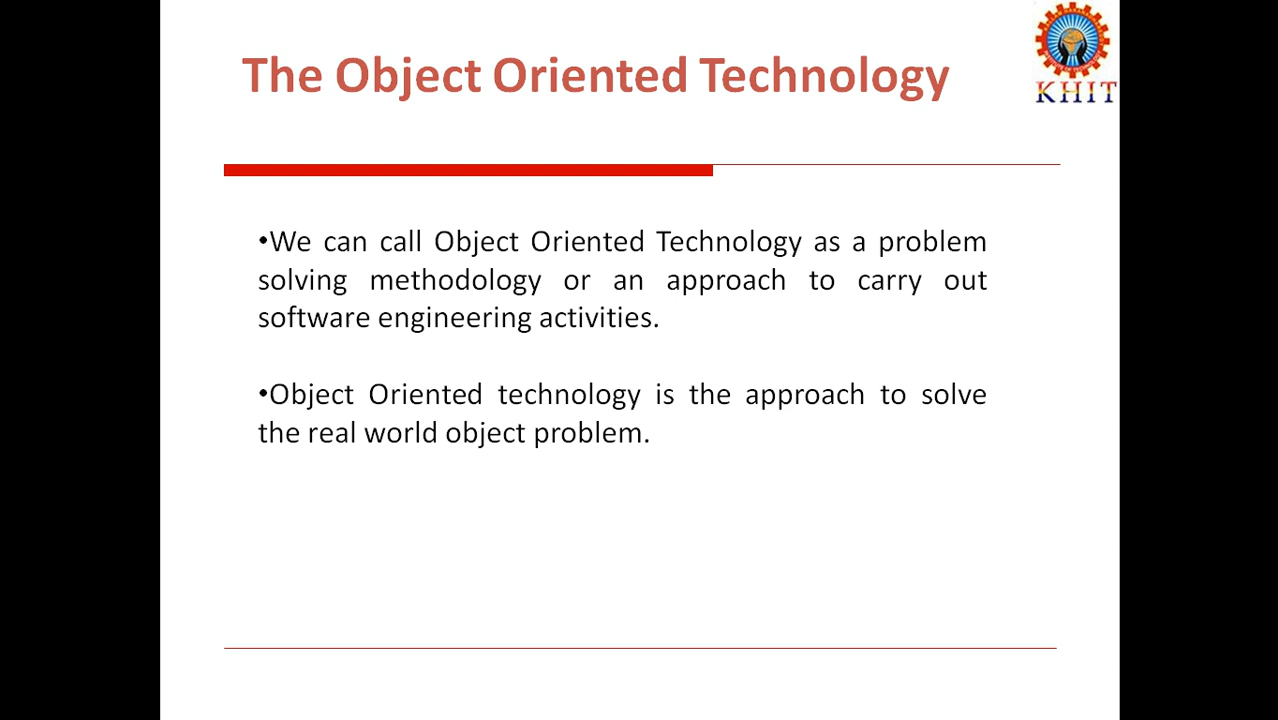 The Object Oriented Technology
KHIT
•We can call Object Oriented Technology as a problem
solving methodology or an approach to carry out
software engineering activities.
•Object Oriented technology is the approach to solve
the real world object problem.